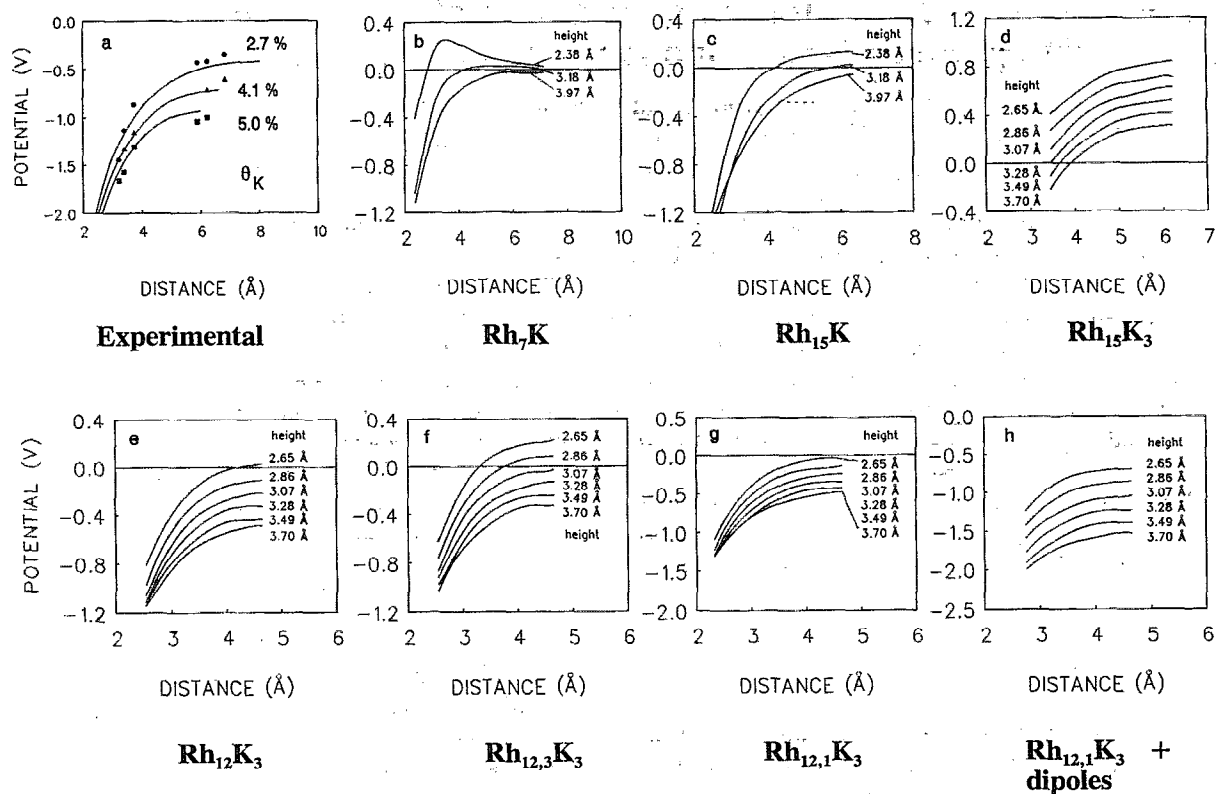 a
2.7 %
4.1 %
5.0 %
θK
0.0
-0.5
-1.0
-1.5
-2.0
2 4 6 8 10
POTENTIAL (V)
DISTANCE (Å)
Experimental
b
height
2.38 Å
3.18 Å
3.97 Å
0.4
0.0
-0.4
-0.8
-1.2
2 4 6 8 10
DISTANCE (Å)
Rh7K
c
height
2.38 Å
3.18 Å
3.97 Å
0.4
0.0
-0.4
-0.8
-1.2
2 4 6 8
DISTANCE (Å)
Rh15K
d
height
2.65 Å
2.86 Å
3.07 Å
3.28 Å
3.49 Å
3.70 Å
1.2
0.8
0.4
0.0
-0.4
2 3 4 5 6 7
DISTANCE (Å)
Rh15K3
e
height
2.65 Å
2.86 Å
3.07 Å
3.28 Å
3.49 Å
3.70 Å
0.4
0.0
-0.4
-0.8
-1.2
2 3 4 5 6
POTENTIAL (V)
DISTANCE (Å)
Rh12K3
f
2.65 Å
2.86 Å
3.07 Å
3.28 Å
3.49 Å
3.70 Å
height
0.4
0.0
-0.4
-0.8
-1.2
2 3 4 5 6
DISTANCE (Å)
Rh12,3K3
g
height
2.65 Å
2.86 Å
3.07 Å
3.28 Å
3.49 Å
3.70 Å
0.5
0.0
-0.5
-1.0
-1.5
-2.0
2 3 4 5 6
DISTANCE (Å)
Rh12,1K3
h
height
2.65 Å
2.86 Å
3.07 Å
3.28 Å
3.49 Å
3.70 Å
-0.0
-0.5
-1.0
-1.5
-2.0
-2.5
2 3 4 5 6
DISTANCE (Å)
Rh12,1K3 +
dipoles